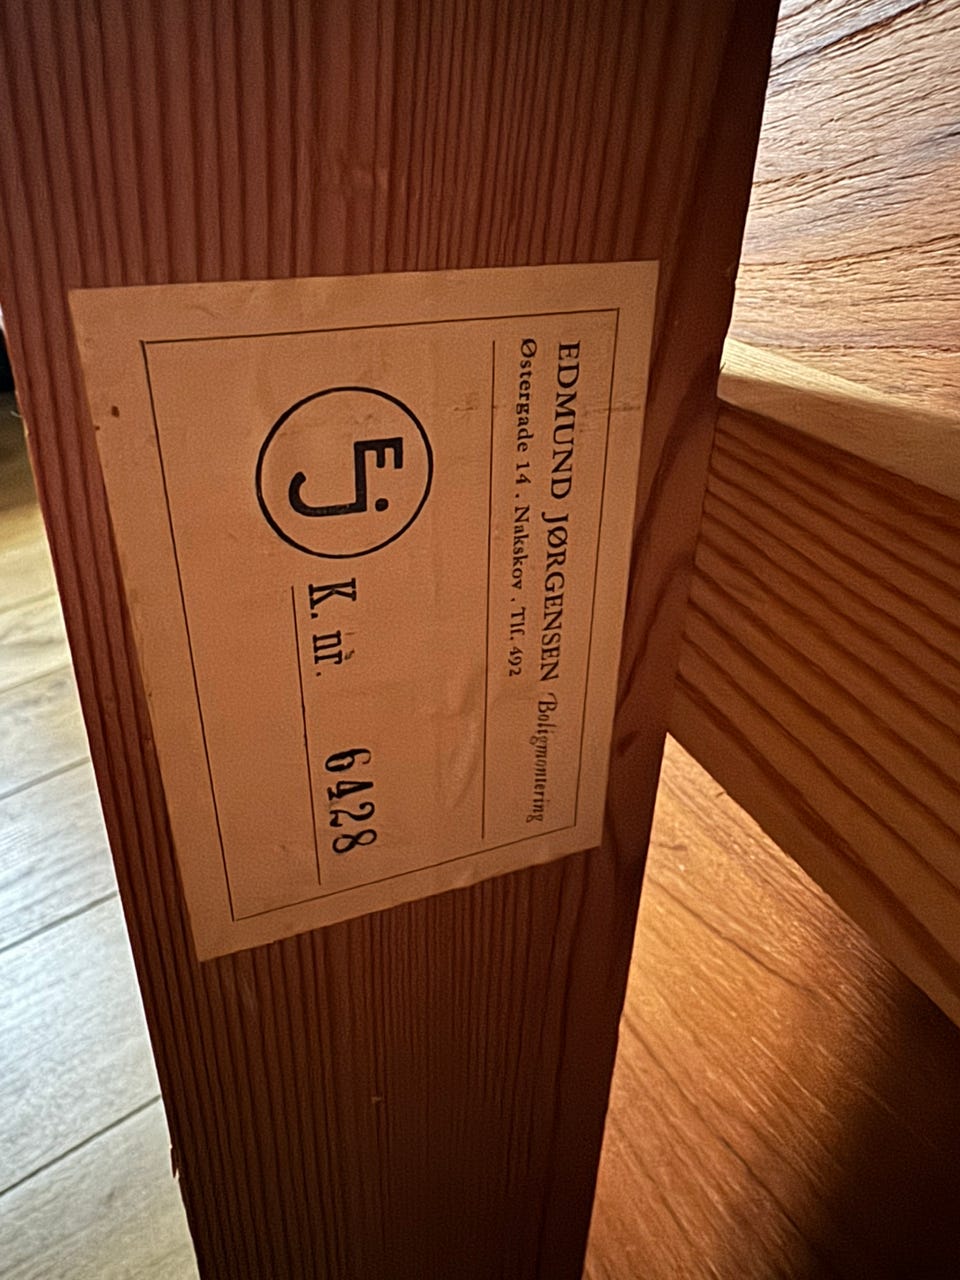 EDMUND JØRGENSEN Boligmontering
Østergade 14 . Nakskov . Tlf. 492
EJ
K. nr. 6428